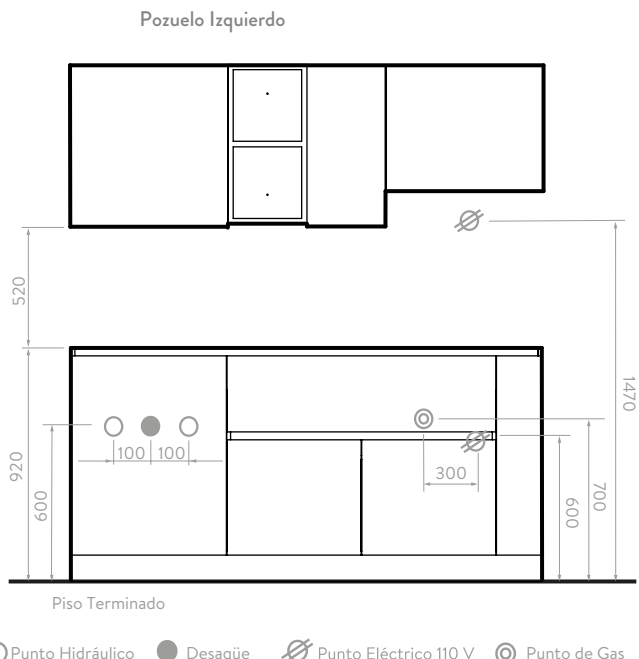 Pozuelo Izquierdo
520
1470
920
600
100 100
300
600
700
Piso Terminado
Punto Hidráulico Desagüe Punto Eléctrico 110 V Punto de Gas